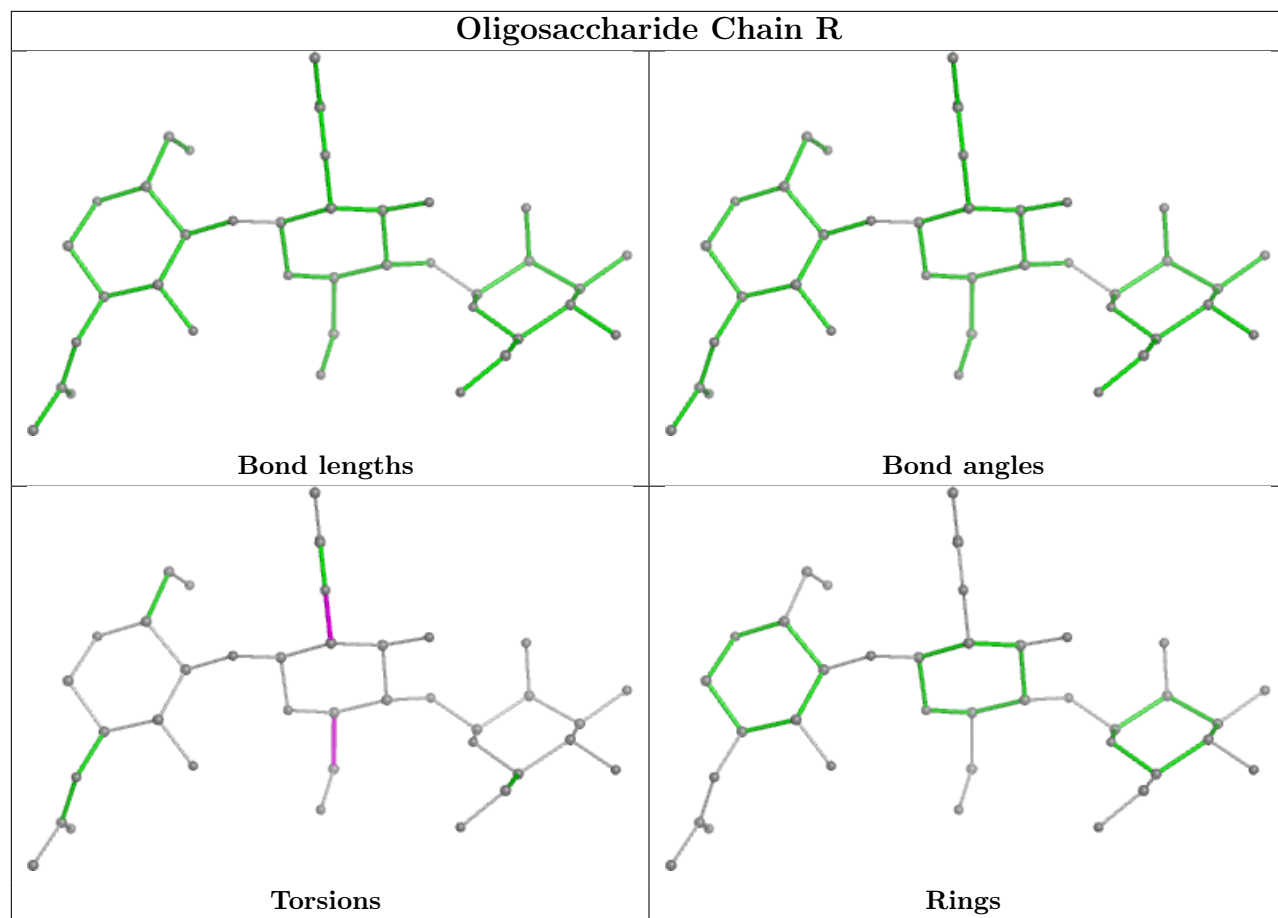 Oligosaccharide Chain R
Bond lengths
Bond angles
Torsions
Rings